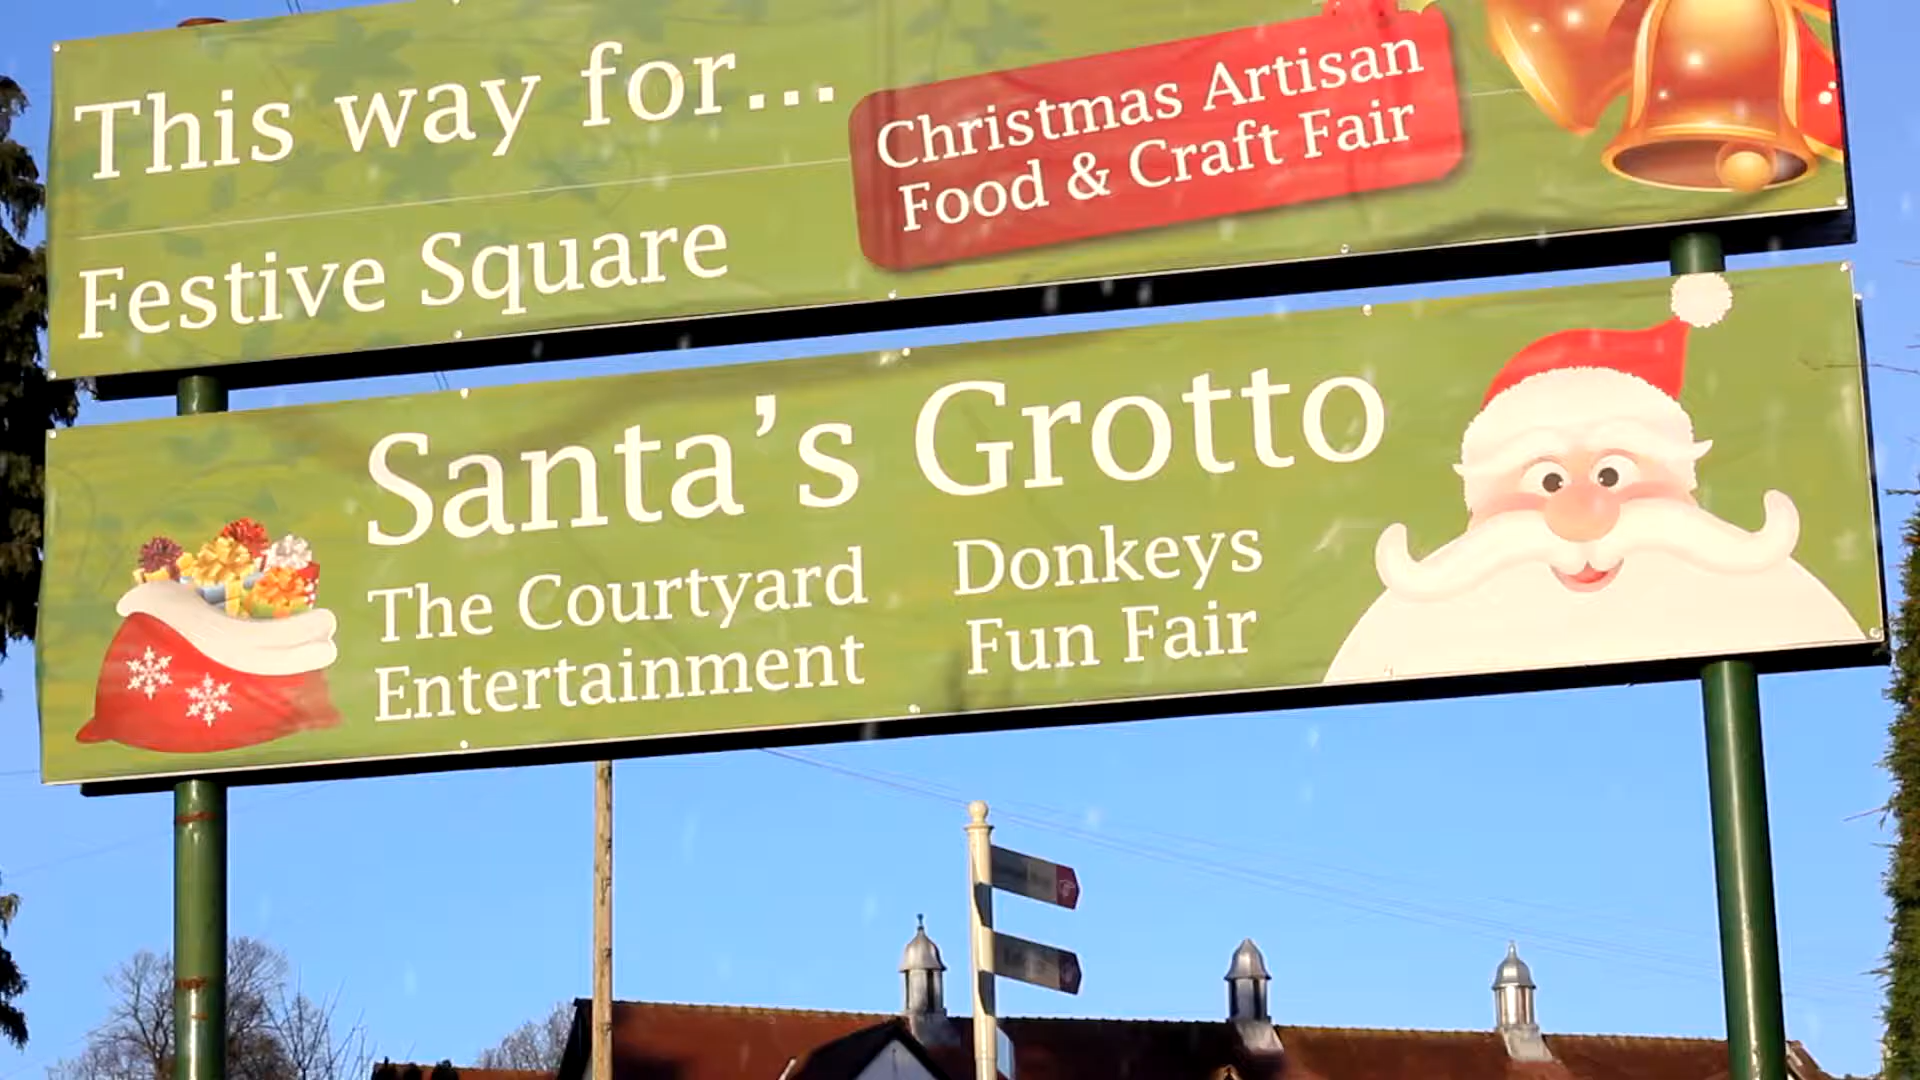 This way for...
Festive Square
Christmas Artisan
Food & Craft Fair
Santa's Grotto
The Courtyard
Entertainment
Donkeys
Fun Fair